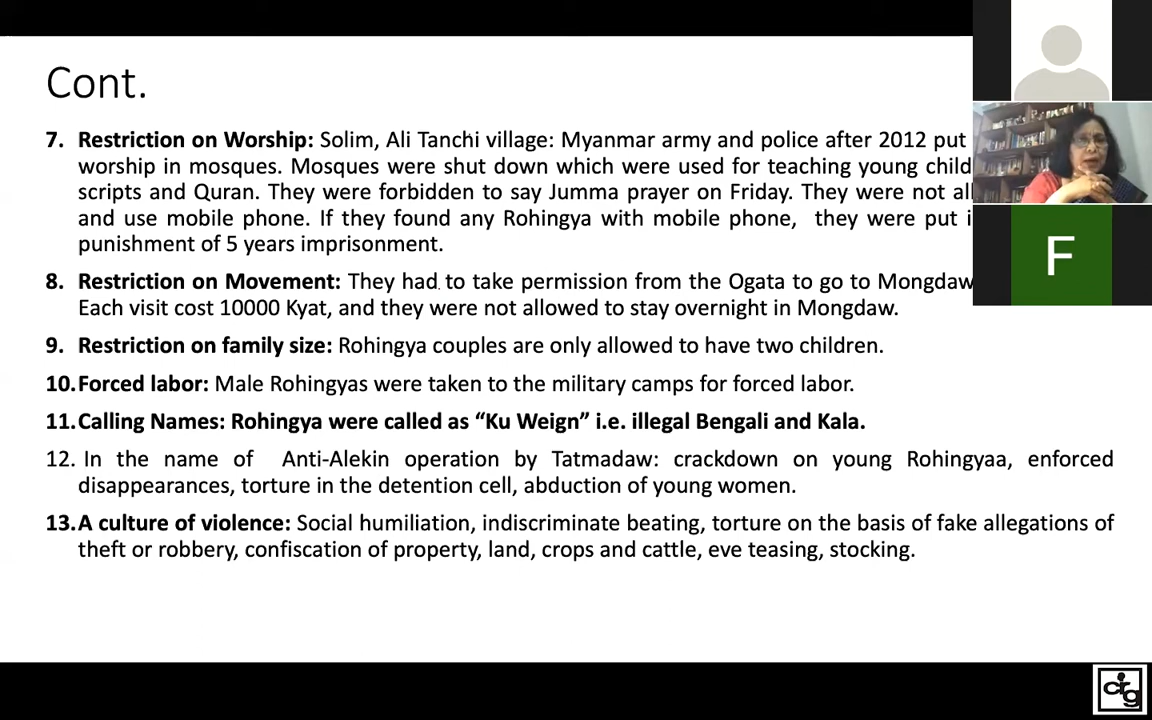 Cont.
7. Restriction on Worship: Solim, Ali Tanchi village: Myanmar army and police after 2012 put
worship in mosques. Mosques were shut down which were used for teaching young child
scripts and Quran. They were forbidden to say Jumma prayer on Friday. They were not all
and use mobile phone. If they found any Rohingya with mobile phone, they were put i
punishment of 5 years imprisonment.
8. Restriction on Movement: They had to take permission from the Ogata to go to Mongdaw
Each visit cost 10000 Kyat, and they were not allowed to stay overnight in Mongdaw.
9. Restriction on family size: Rohingya couples are only allowed to have two children.
10. Forced labor: Male Rohingyas were taken to the military camps for forced labor.
11. Calling Names: Rohingya were called as “Ku Weign” i.e. illegal Bengali and Kala.
12. In the name of Anti-Alekin operation by Tatmadaw: crackdown on young Rohingyaa, enforced
disappearances, torture in the detention cell, abduction of young women.
13. A culture of violence: Social humiliation, indiscriminate beating, torture on the basis of fake allegations of
theft or robbery, confiscation of property, land, crops and cattle, eve teasing, stocking.
F
cig